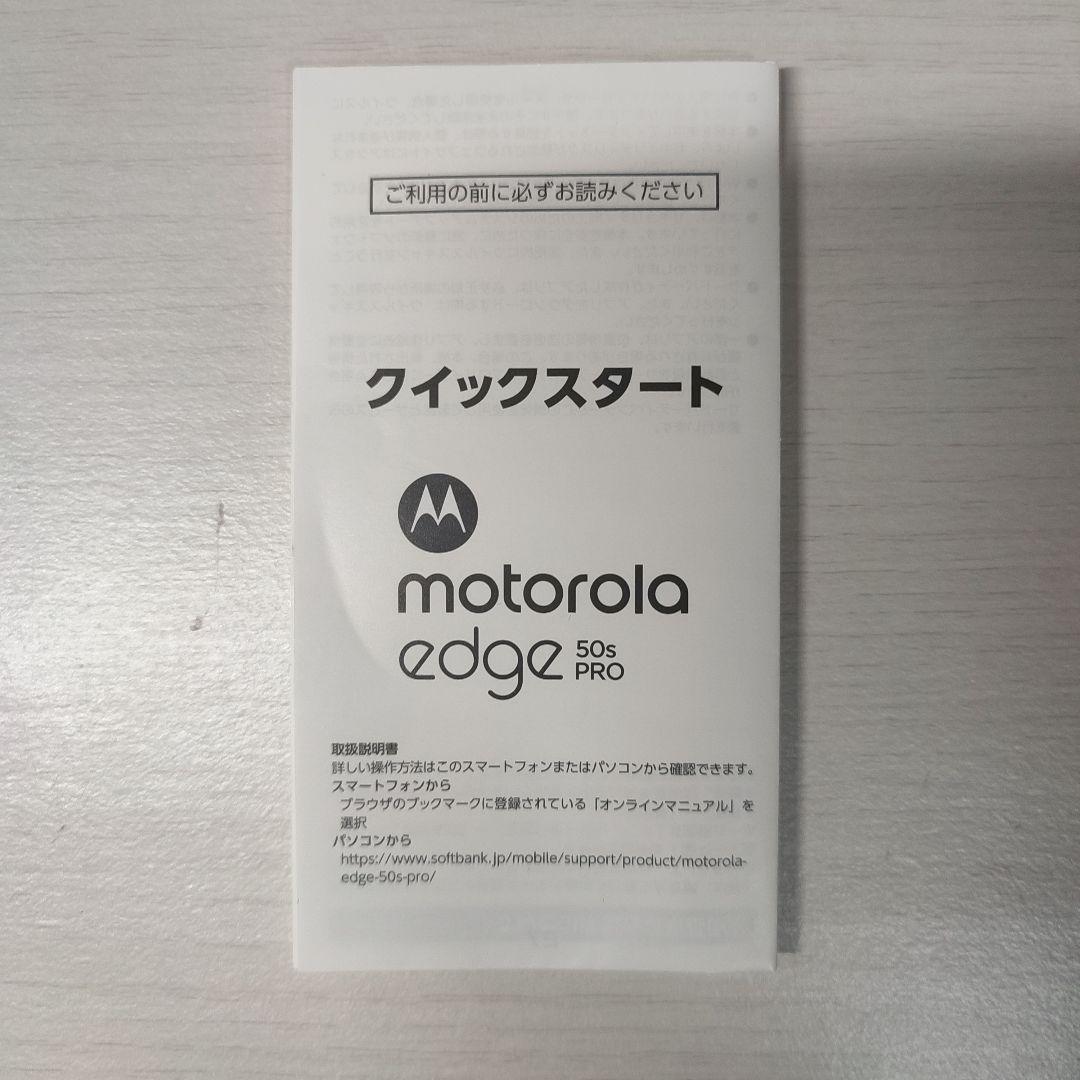 ご利用の前に必ずお読みください
クイックスタート
motorola
edge 50s
PRO
取扱説明書
詳しい操作方法はこのスマートフォンまたはパソコンから確認できます。
スマートフォンから
ブラウザのブックマークに登録されている「オンラインマニュアル」を
選択
パソコンから
https://www.softbank.jp/mobile/support/product/motorola-
edge-50s-pro/